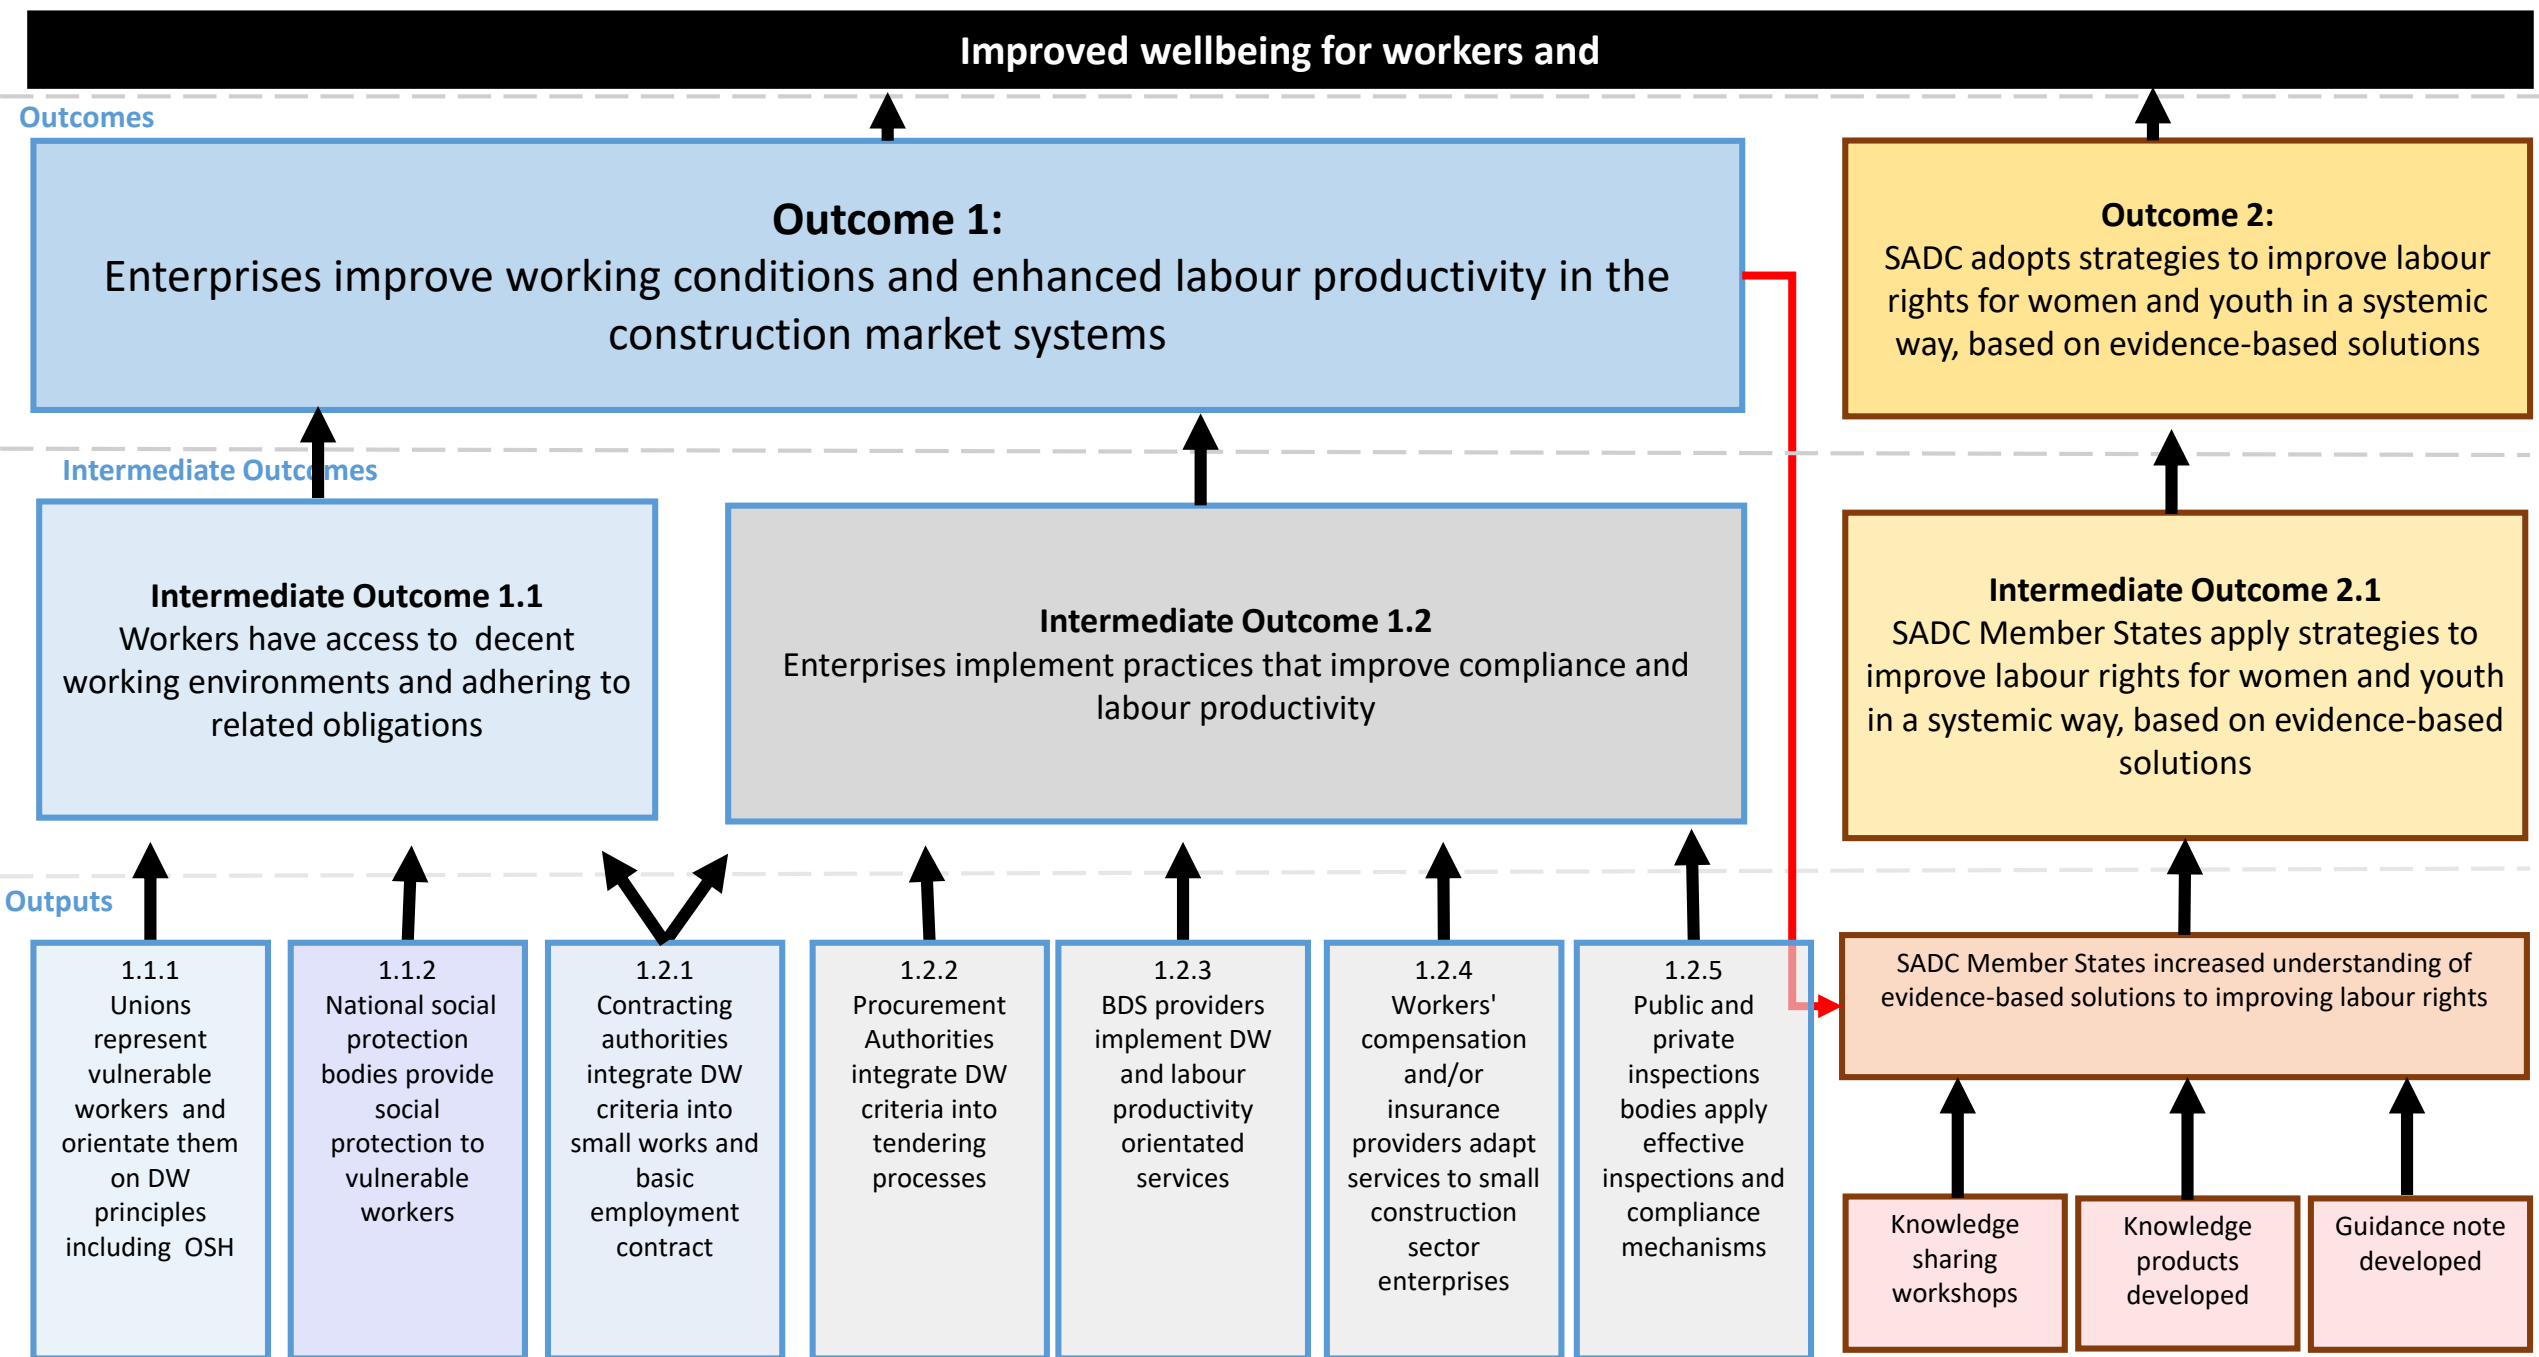 Improved wellbeing for workers and
Outcomes
Outcome 1:
Enterprises improve working conditions and enhanced labour productivity in the
construction market systems
Outcome 2:
SADC adopts strategies to improve labour
rights for women and youth in a systemic
way, based on evidence-based solutions
Intermediate Outcomes
Intermediate Outcome 1.1
Workers have access to decent
working environments and adhering to
related obligations
Intermediate Outcome 1.2
Enterprises implement practices that improve compliance and
labour productivity
Intermediate Outcome 2.1
SADC Member States apply strategies to
improve labour rights for women and youth
in a systemic way, based on evidence-based
solutions
Outputs
1.1.1
Unions
represent
vulnerable
workers and
orientate them
on DW
principles
including OSH
1.1.2
National social
protection
bodies provide
social
protection to
vulnerable
workers
1.2.1
Contracting
authorities
integrate DW
criteria into
small works and
basic
employment
contract
1.2.2
Procurement
Authorities
integrate DW
criteria into
tendering
processes
1.2.3
BDS providers
implement DW
and labour
productivity
orientated
services
1.2.4
Workers'
compensation
and/or
insurance
providers adapt
services to small
construction
sector
enterprises
1.2.5
Public and
private
inspections
bodies apply
effective
inspections and
compliance
mechanisms
SADC Member States increased understanding of
evidence-based solutions to improving labour rights
Knowledge
sharing
workshops
Knowledge
products
developed
Guidance note
developed